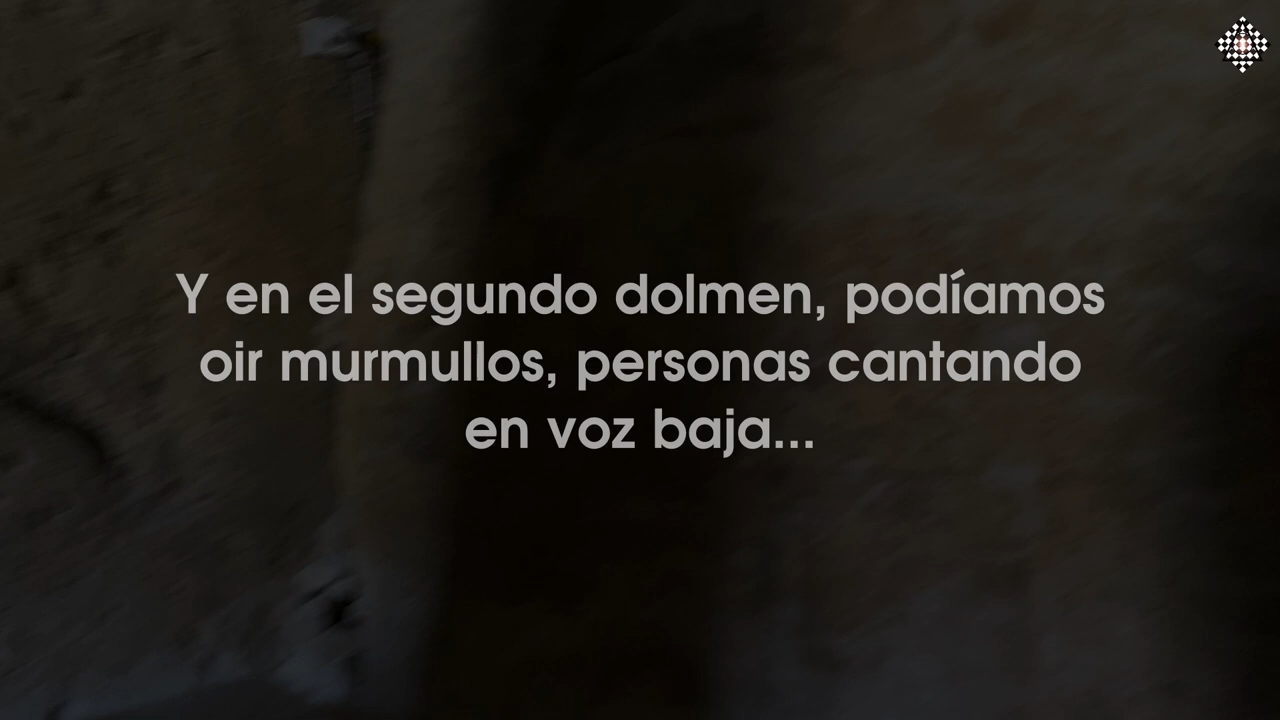 Y en el segundo dolmen, podíamos
oir murmullos, personas cantando
en voz baja...